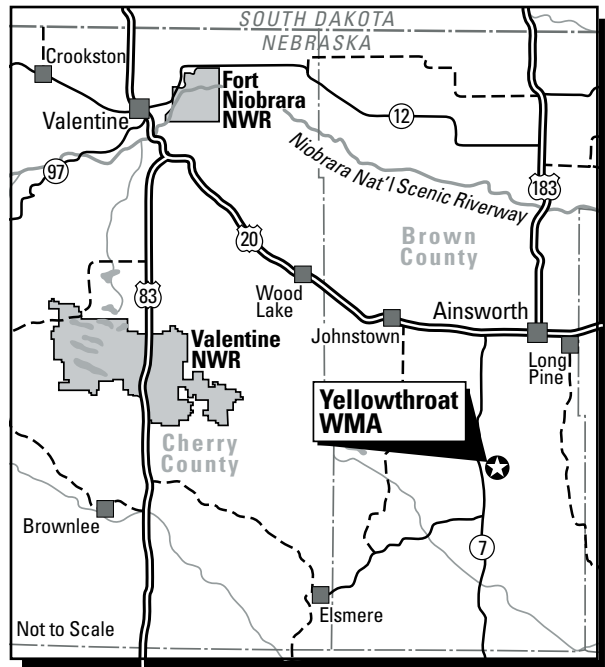 SOUTH DAKOTA
NEBRASKA
Crookston
Fort
Niobrara
NWR
Valentine
12
97
Niobrara Nat'l Scenic Riverway
183
20
Brown
County
83
Wood
Lake
Ainsworth
Johnstown
Valentine
NWR
Long
Pine
Yellowthroat
WMA
Cherry
County
Brownlee
7
Elsmere
Not to Scale